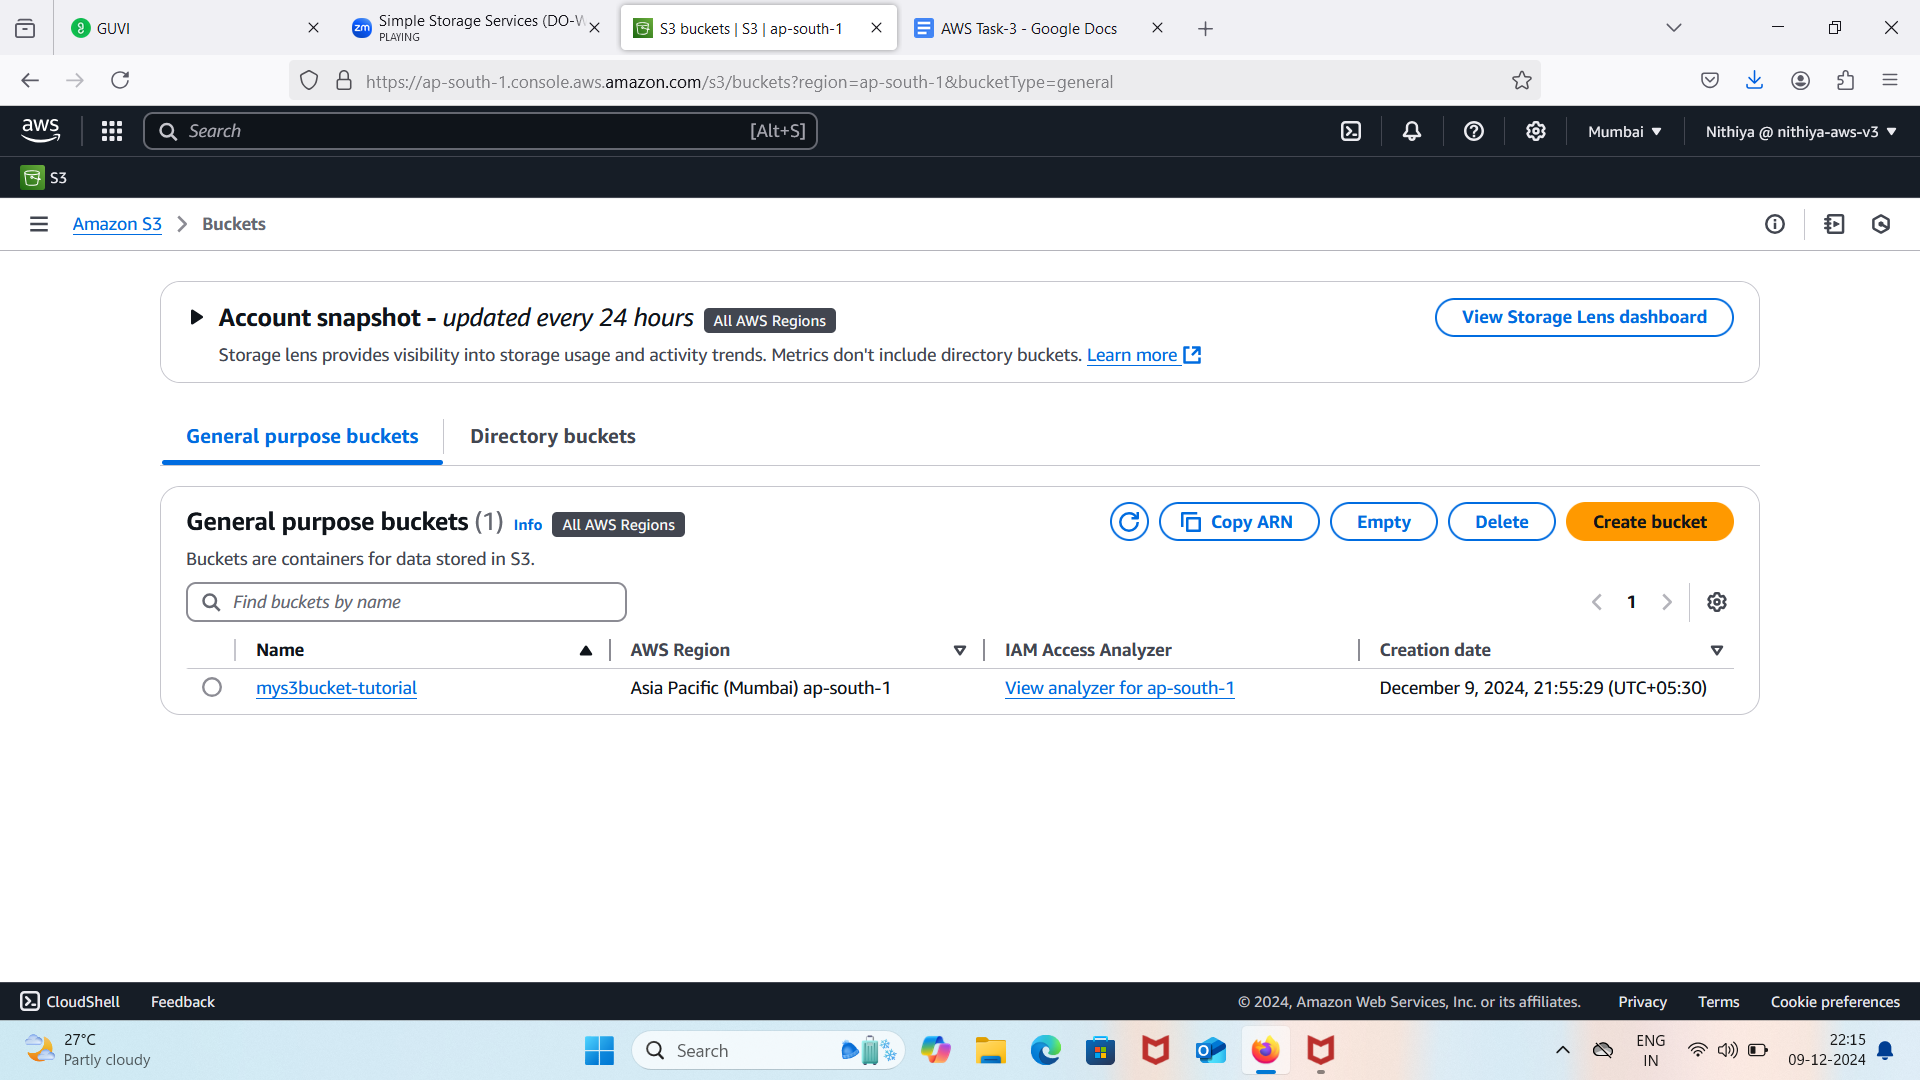 GUVI
zm
Simple Storage Services (DO-W
PLAYING
S3 buckets | S3 | ap-south-1
AWS Task-3 - Google Docs
https://ap-south-1.console.aws.amazon.com/s3/buckets?region=ap-south-1&bucketType=general
aws
Search
[Alt+S]
Mumbai
Nithiya @ nithiya-aws-v3
S3
Amazon S3
Buckets
Account snapshot - updated every 24 hours
All AWS Regions
View Storage Lens dashboard
Storage lens provides visibility into storage usage and activity trends. Metrics don't include directory buckets. Learn more
General purpose buckets
Directory buckets
General purpose buckets (1)
Info
All AWS Regions
Copy ARN
Empty
Delete
Create bucket
Buckets are containers for data stored in S3.
Find buckets by name
1
Name
AWS Region
IAM Access Analyzer
Creation date
mys3bucket-tutorial
Asia Pacific (Mumbai) ap-south-1
View analyzer for ap-south-1
December 9, 2024, 21:55:29 (UTC+05:30)
CloudShell
Feedback
© 2024, Amazon Web Services, Inc. or its affiliates.
Privacy
Terms
Cookie preferences
27°C
Partly cloudy
Search
ENG
IN
22:15
09-12-2024